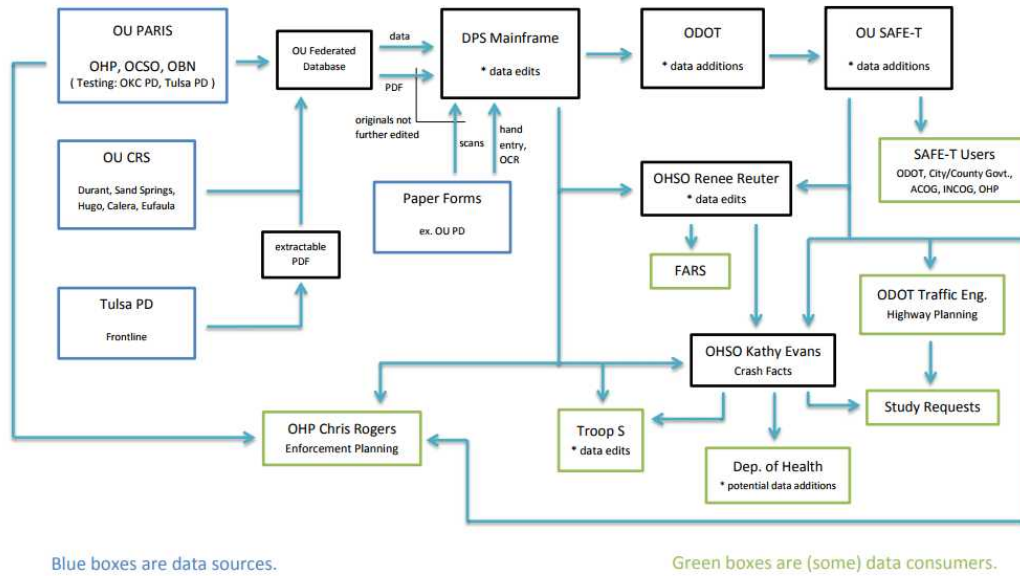 OU PARIS
OHP, OCSO, OBN
( Testing: OKC PD, Tulsa PD )
OU Federated
Database
data
PDF
DPS Mainframe
* data edits
ODOT
* data additions
OU SAFE-T
* data additions
originals not
further edited
scans
hand
entry,
OCR
OU CRS
Durant, Sand Springs,
Hugo, Calera, Eufaula
Paper Forms
ex. OU PD
OHSO Renee Reuter
* data edits
SAFE-T Users
ODOT, City/County Govt.,
ACOG, INCOG, OHP
extractable
PDF
FARS
ODOT Traffic Eng.
Highway Planning
Tulsa PD
Frontline
OHSO Kathy Evans
Crash Facts
OHP Chris Rogers
Enforcement Planning
Troop S
* data edits
Study Requests
Dep. of Health
* potential data additions
Blue boxes are data sources.
Green boxes are (some) data consumers.